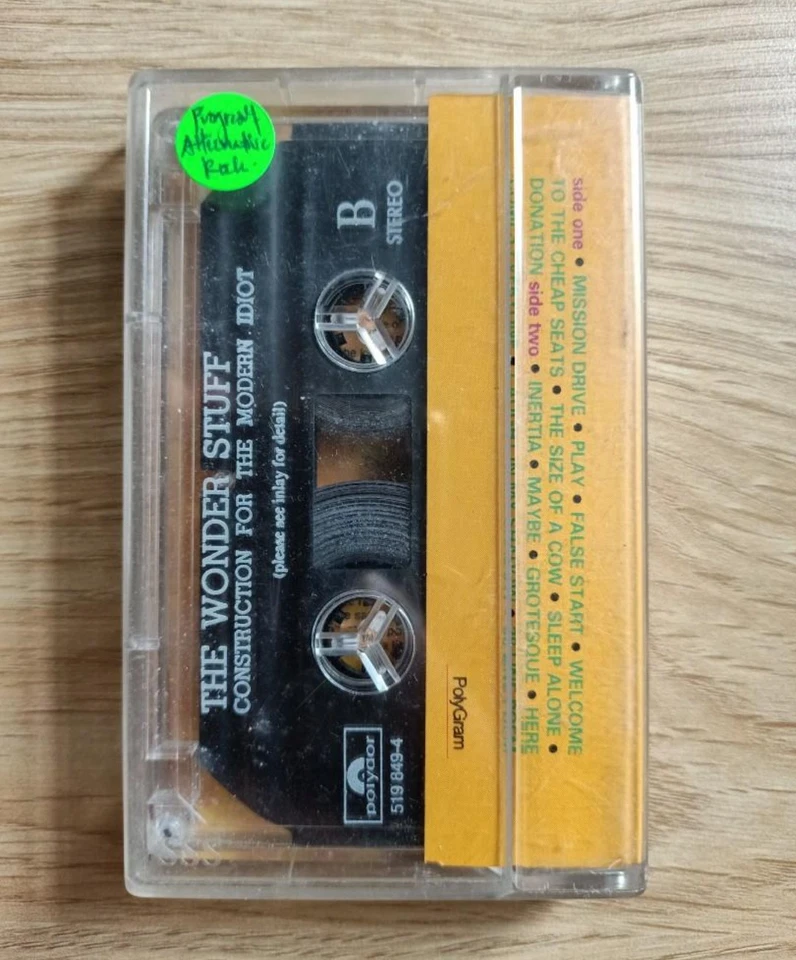 Alternative
Rock.
B
STEREO
THE WONDER STUFF
CONSTRUCTION FOR THE MODERN IDIOT
(please see inlay for detail)
polydor
519 849-4
PolyGram
side one • MISSION DRIVE • PLAY • FALSE START • WELCOME
TO THE CHEAP SEATS • THE SIZE OF A COW • SLEEP ALONE •
DONATION side two • INERTIA • MAYBE • GROTESQUE • HERE